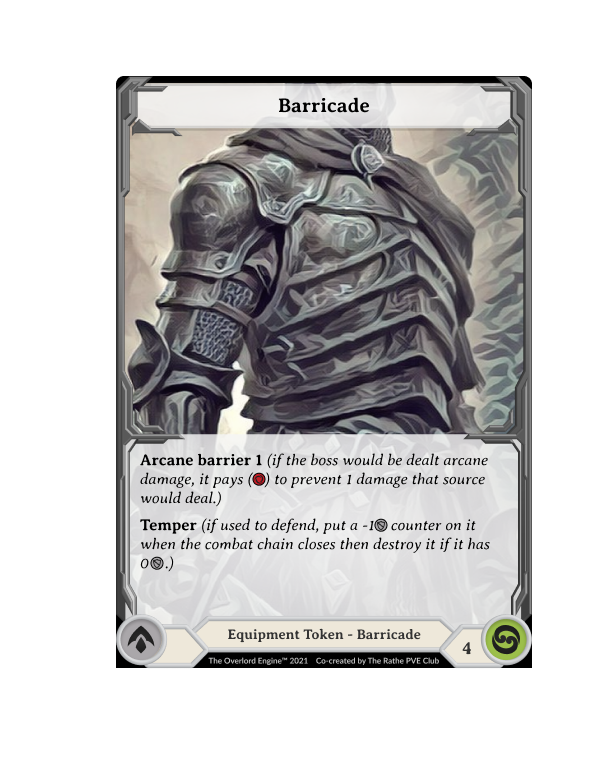 Barricade
Arcane barrier 1 (if the boss would be dealt arcane
damage, it pays () to prevent 1 damage that source
would deal.)
Temper (if used to defend, put a -1 counter on it
when the combat chain closes then destroy it if it has
0.)
Equipment Token - Barricade
4
The Overlord Engine™ 2021 Co-created by The Rathe PVE Club